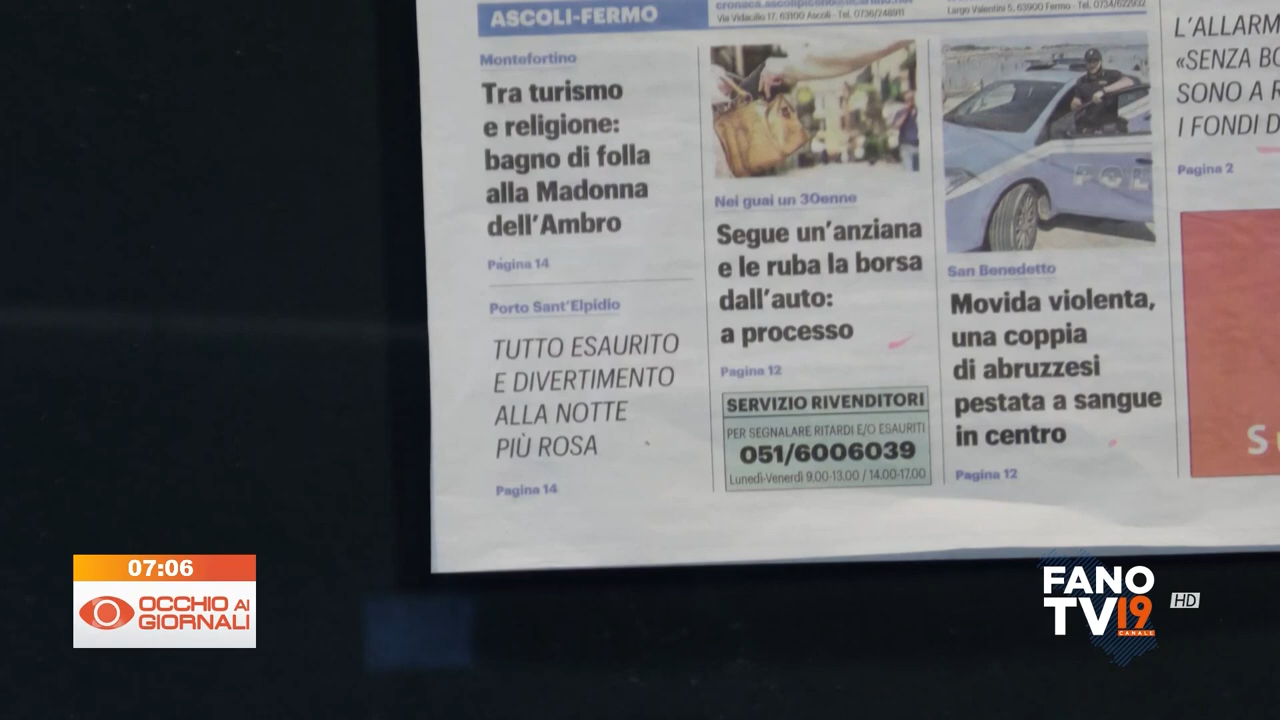 ASCOLI-FERMO
Via Vidacilio 17, 63100 Ascoli - Tel. 0736/248911
Largo Valentini 5, 63900 Fermo - Tel. 0734/622932
Montefortino
Tra turismo
e religione:
bagno di folla
alla Madonna
dell'Ambro
Pagina 14
Porto Sant'Elpidio
TUTTO ESAURITO
E DIVERTIMENTO
ALLA NOTTE
PIÙ ROSA
Pagina 14
Nei guai un 30enne
Segue un'anziana
e le ruba la borsa
dall'auto:
a processo
Pagina 12
SERVIZIO RIVENDITORI
PER SEGNALARE RITARDI E/O ESAURITI
051/6006039
Lunedì-Venerdì 9.00-13.00 / 14.00-17.00
POL
San Benedetto
Movida violenta,
una coppia
di abruzzesi
pestata a sangue
in centro
Pagina 12
L'ALLARM
«SENZA BO
SONO A R
I FONDI D
Pagina 2
S
07:06
OCCHIO AI
GIORNALI
FANO
TV19
CANALE
HD